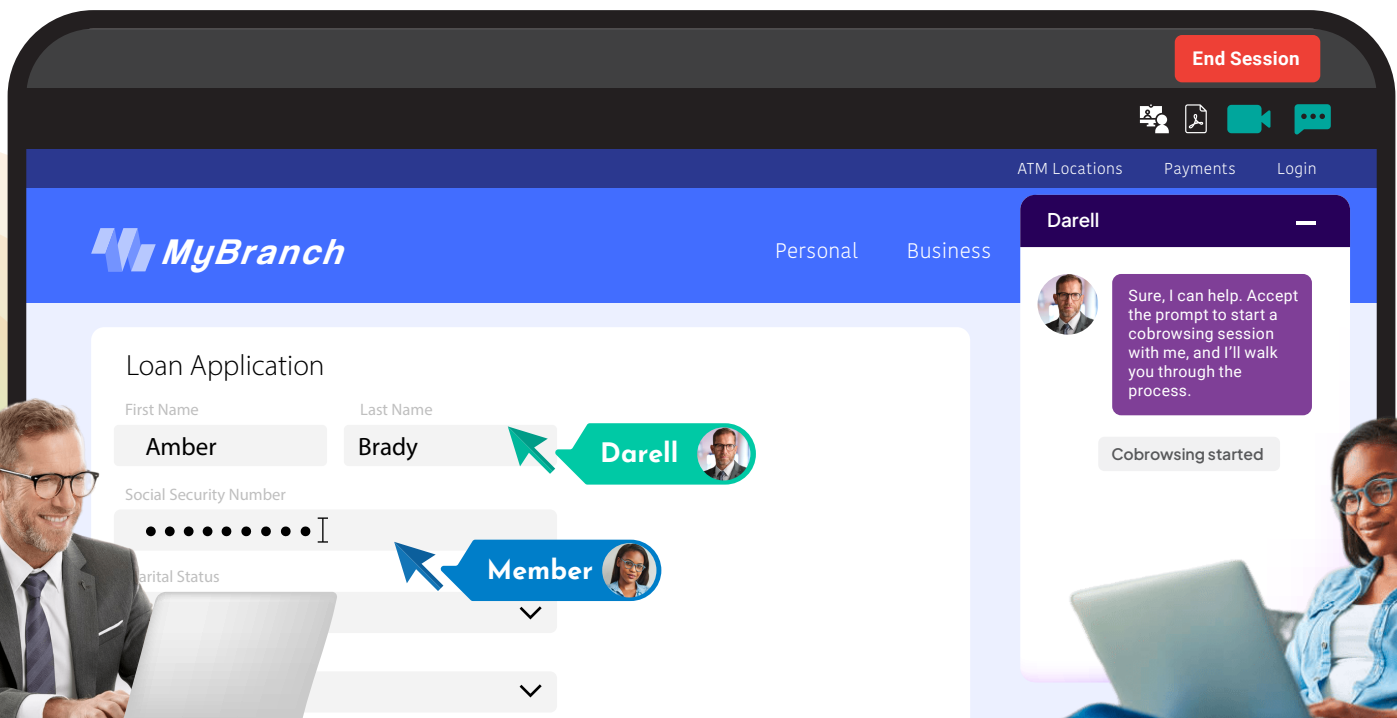 End Session
ATM Locations Payments Login
MyBranch
Personal Business
Darell
Sure, I can help. Accept
the prompt to start a
cobrowsing session
with me, and I'll walk
you through the
process.
Cobrowsing started
Loan Application
First Name Last Name
Amber Brady
Darell
Social Security Number
•••••••••
Member
arital Status